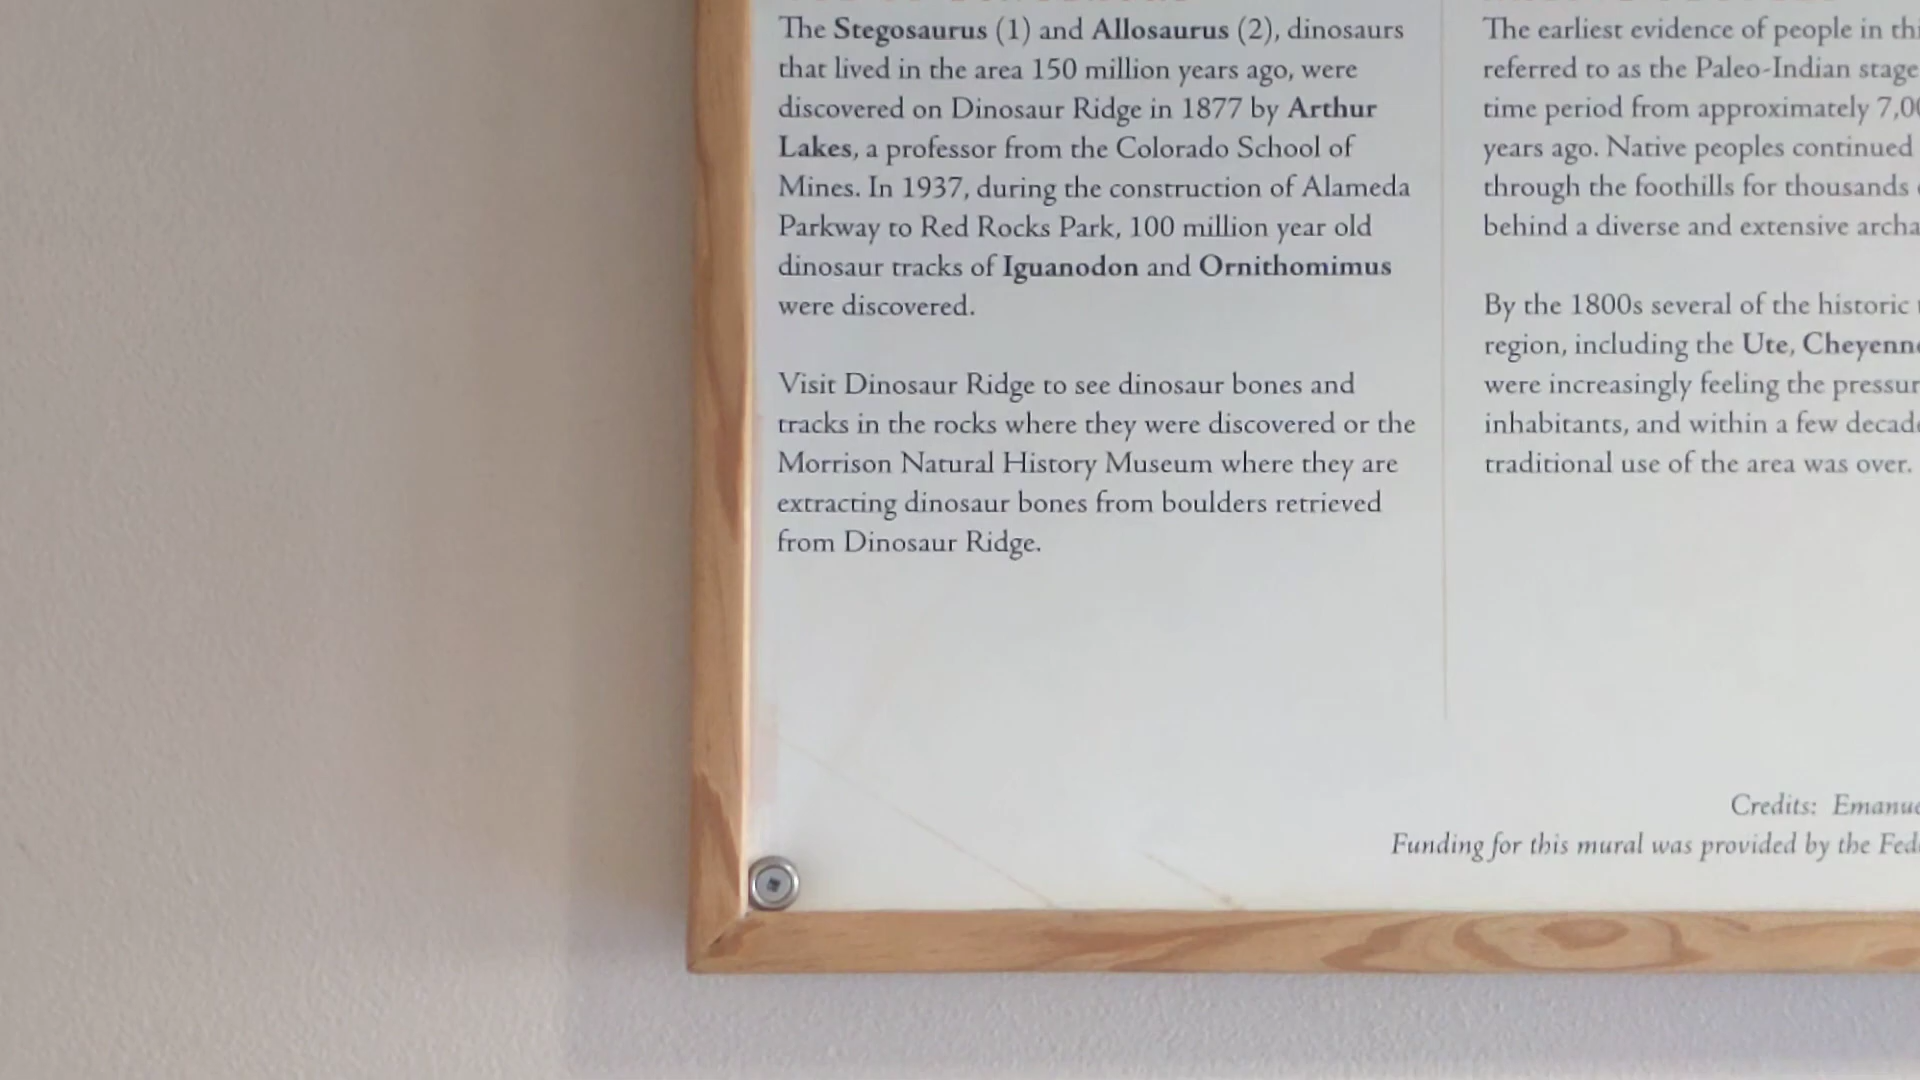 The Stegosaurus (1) and Allosaurus (2), dinosaurs
that lived in the area 150 million years ago, were
discovered on Dinosaur Ridge in 1877 by Arthur
Lakes, a professor from the Colorado School of
Mines. In 1937, during the construction of Alameda
Parkway to Red Rocks Park, 100 million year old
dinosaur tracks of Iguanodon and Ornithomimus
were discovered.
Visit Dinosaur Ridge to see dinosaur bones and
tracks in the rocks where they were discovered or the
Morrison Natural History Museum where they are
extracting dinosaur bones from boulders retrieved
from Dinosaur Ridge.
The earliest evidence of people in
referred to as the Paleo-Indian stage
time period from approximately
years ago. Native peoples continued
through the foothills for thousands
behind a diverse and extensive
By the 1800s several of the historic
region, including the Ute,
were increasingly feeling the
inhabitants, and within a few
traditional use of the area was over.
Credits:
Funding for this mural was provided by the